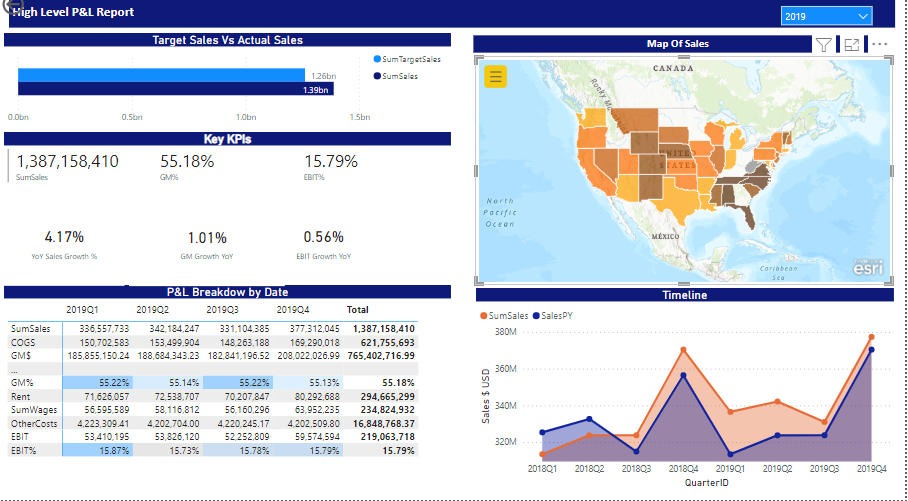 High Level P&L Report
2019
Target Sales Vs Actual Sales
SumTargetSales
SumSales
1.26bn
1.39bn
0.0bn 0.5bn 1.0bn 1.5bn
Key KPIs
1,387,158,410 55.18% 15.79%
SumSales GM% EBIT%
4.17% 1.01% 0.56%
YoY Sales Growth % GM Growth YoY EBIT Growth YoY
P&L Breakdow by Date
2019Q1 2019Q2 2019Q3 2019Q4 Total
SumSales 336,557,733 342,184,247 331,104,385 377,312,045 1,387,158,410
COGS 150,702,583 153,499,904 148,263,188 169,290,018 621,755,693
GM$ 185,855,150.24 188,684,343.23 182,841,196.52 208,022,026.99 765,402,716.99
...
GM% 55.22% 55.14% 55.22% 55.13% 55.18%
Rent 71,626,057 72,538,707 70,207,847 80,292,688 294,665,299
SumWages 56,595,589 58,116,812 56,160,296 63,952,235 234,824,932
OtherCosts 4,223,309.41 4,202,704.00 4,220,245.17 4,202,509.80 16,848,768.37
EBIT 53,410,195 53,826,120 52,252,809 59,574,594 219,063,718
EBIT% 15.87% 15.73% 15.78% 15.79% 15.79%
Map Of Sales
CANADA
UNITED
STATES
North
Pacific
Ocean
MÉXICO
Caribbean
Sea
esri
Timeline
SumSales SalesPY
380M
360M
340M
320M
Sales $ USD
2018Q1 2018Q2 2018Q3 2018Q4 2019Q1 2019Q2 2019Q3 2019Q4
QuarterID